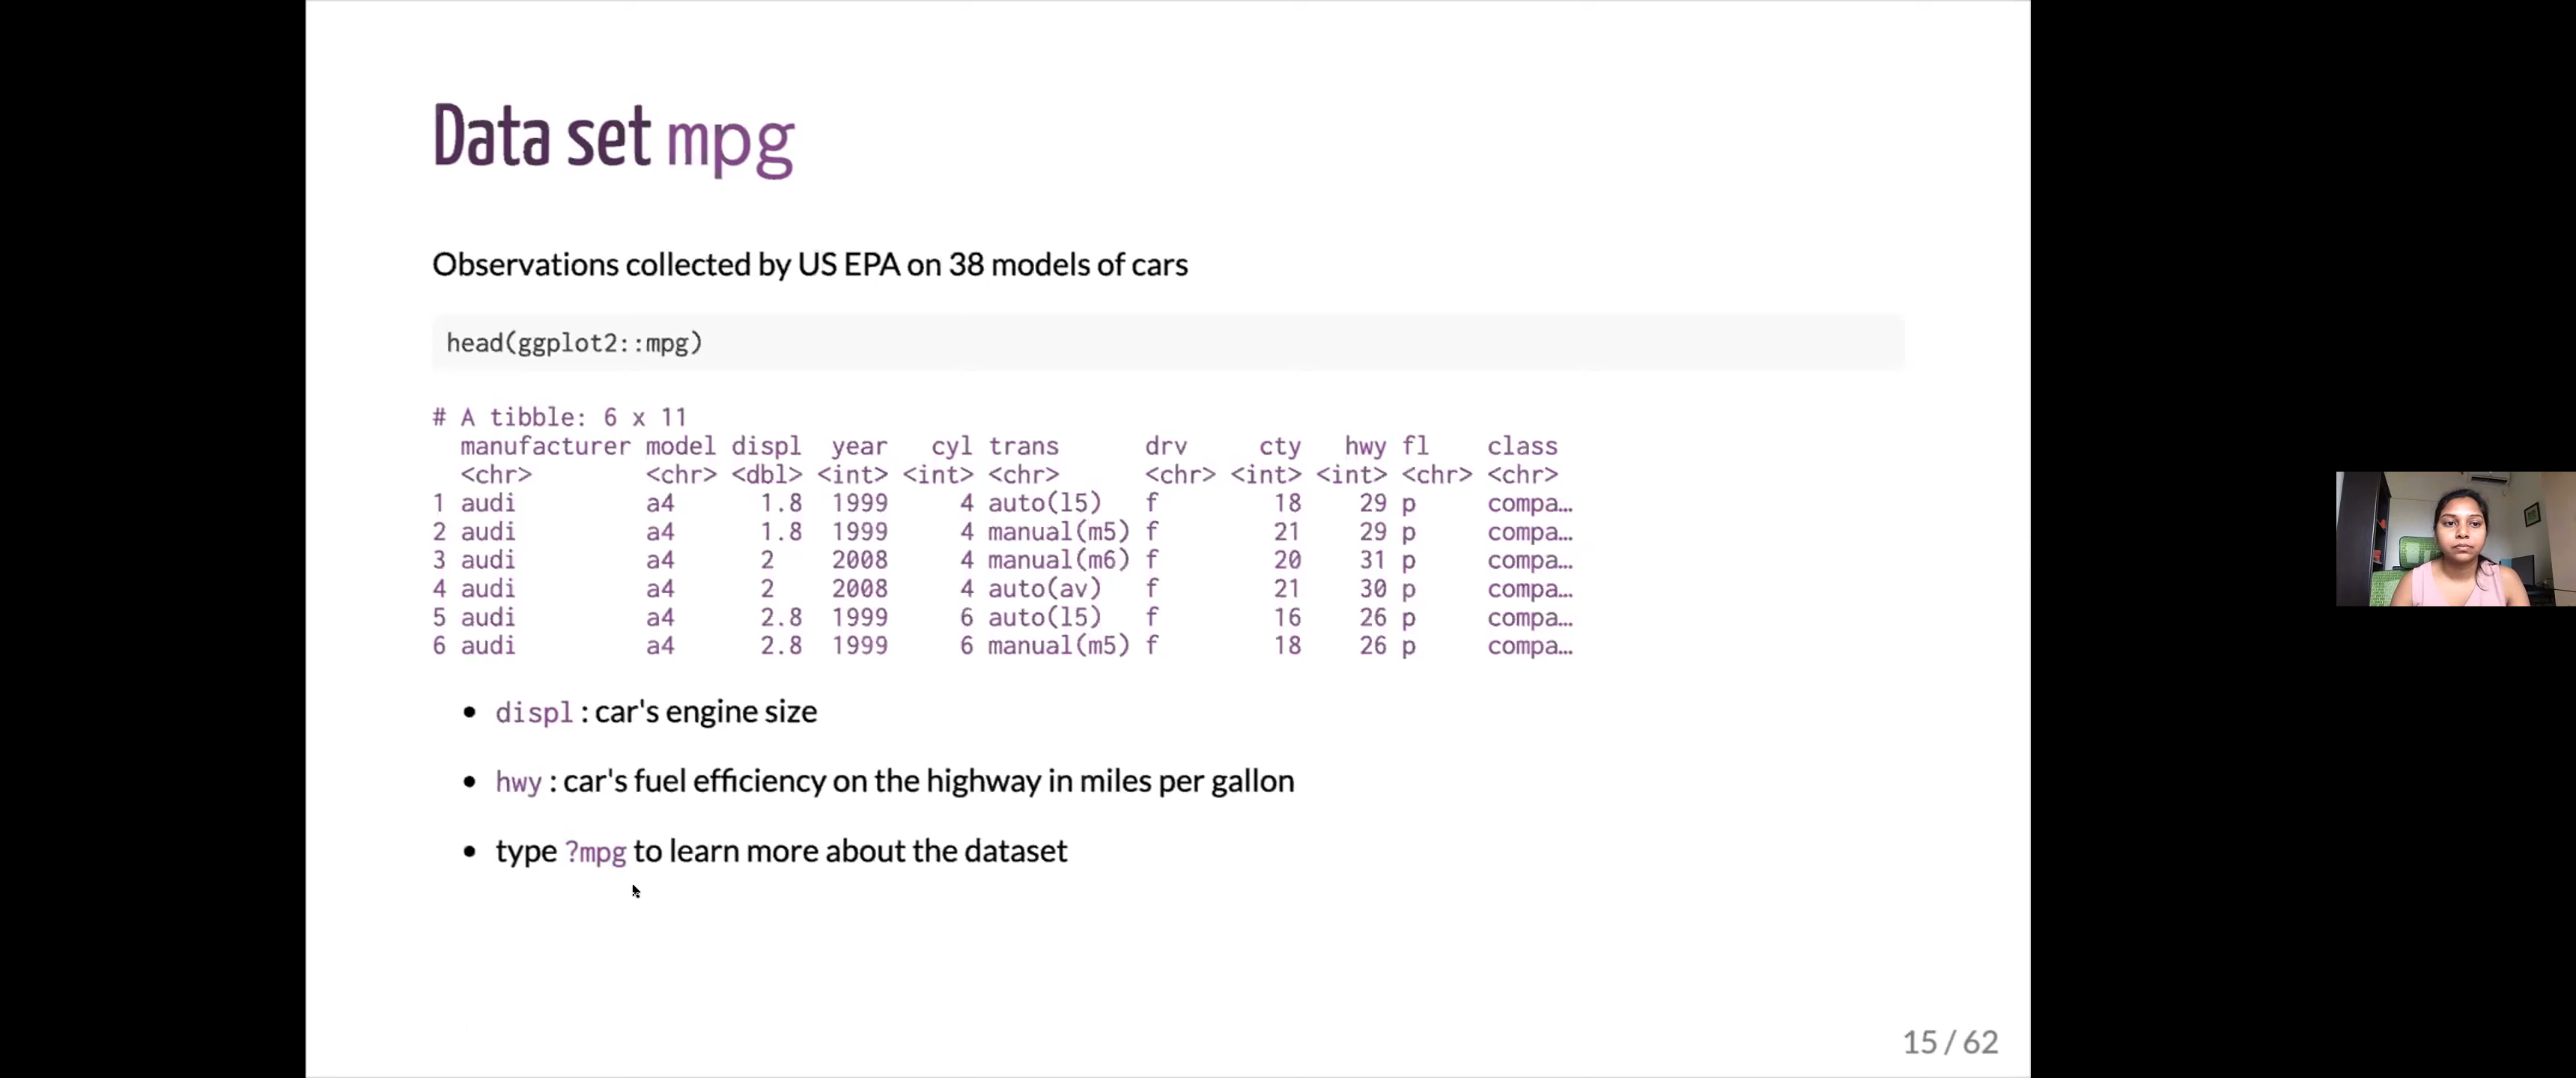 Data set mpg
Observations collected by US EPA on 38 models of cars
head(ggplot2::mpg)
# A tibble: 6 x 11
  manufacturer model displ  year   cyl trans      drv     cty   hwy fl    class
  <chr>        <chr> <dbl> <int> <int> <chr>      <chr> <int> <int> <chr> <chr>
1 audi         a4      1.8  1999     4 auto(l5)   f        18    29 p     compa…
2 audi         a4      1.8  1999     4 manual(m5) f        21    29 p     compa…
3 audi         a4      2    2008     4 manual(m6) f        20    31 p     compa…
4 audi         a4      2    2008     4 auto(av)   f        21    30 p     compa…
5 audi         a4      2.8  1999     6 auto(l5)   f        16    26 p     compa…
6 audi         a4      2.8  1999     6 manual(m5) f        18    26 p     compa…
• displ : car's engine size
• hwy : car's fuel efficiency on the highway in miles per gallon
• type ?mpg to learn more about the dataset
15 / 62